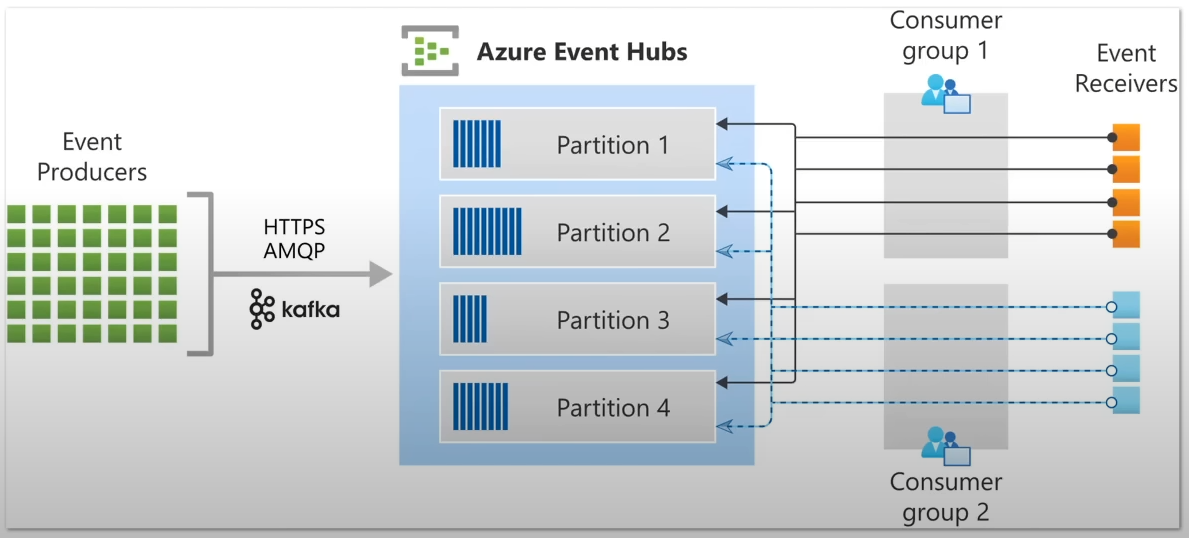 Azure Event Hubs
Consumer
group 1
Event
Receivers
Event
Producers
HTTPS
AMQP
kafka
Partition 1
Partition 2
Partition 3
Partition 4
Consumer
group 2